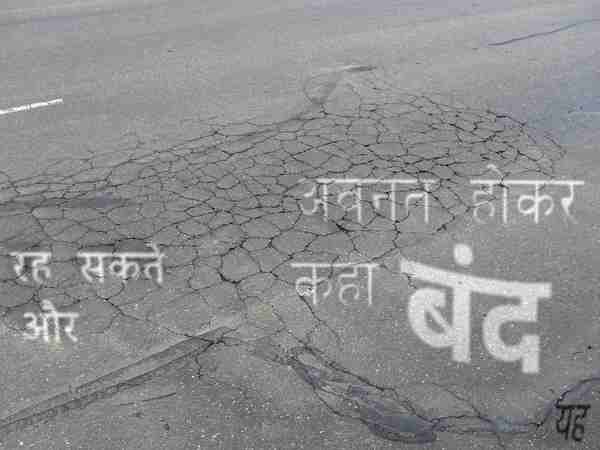 अवनत होकर
कहा
बंद
रह सकते
और
यह